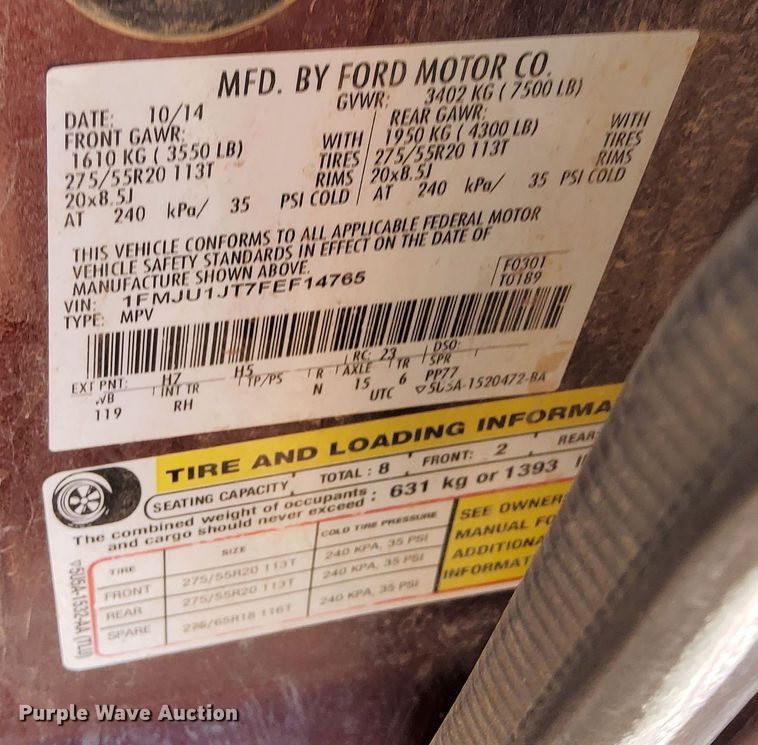 MFD. BY FORD MOTOR CO.
DATE: 10/14 GVWR: 3402 KG ( 7500 LB)
FRONT GAWR: REAR GAWR:
1610 KG ( 3550 LB) WITH 1950 KG ( 4300 LB) WITH
275/55R20 113T TIRES 275/55R20 113T TIRES
20x8.5J RIMS 20x8.5J RIMS
AT 240 kPa/ 35 PSI COLD AT 240 kPa/ 35 PSI COLD
THIS VEHICLE CONFORMS TO ALL APPLICABLE FEDERAL MOTOR
VEHICLE SAFETY STANDARDS IN EFFECT ON THE DATE OF
MANUFACTURE SHOWN ABOVE.
F0301
VIN: 1FMJU1JT7FEF14765
T0189
TYPE: MPV
EXT PNT: H7 H5 RC: 23 DSO:
WB INT TR TP/PS R AXLE TR SPR
119 RH N 15 6 PP77
UTC ▽5U5A-1520472-BA
TIRE AND LOADING INFORMA
SEATING CAPACITY TOTAL : 8 FRONT: 2 REAR
The combined weight of occupants and cargo should never exceed : 631 kg or 1393
TIRE SIZE COLD TIRE PRESSURE
FRONT 275/55R20 113T 240 KPA, 35 PSI
REAR 275/55R20 113T 240 KPA, 35 PSI
SPARE 275/65R18 116T 240 KPA, 35 PSI
SEE OWNER
MANUAL FO
ADDITIONA
INFORMAT
▽5U5A-1532-AA (TLU)
Purple Wave Auction